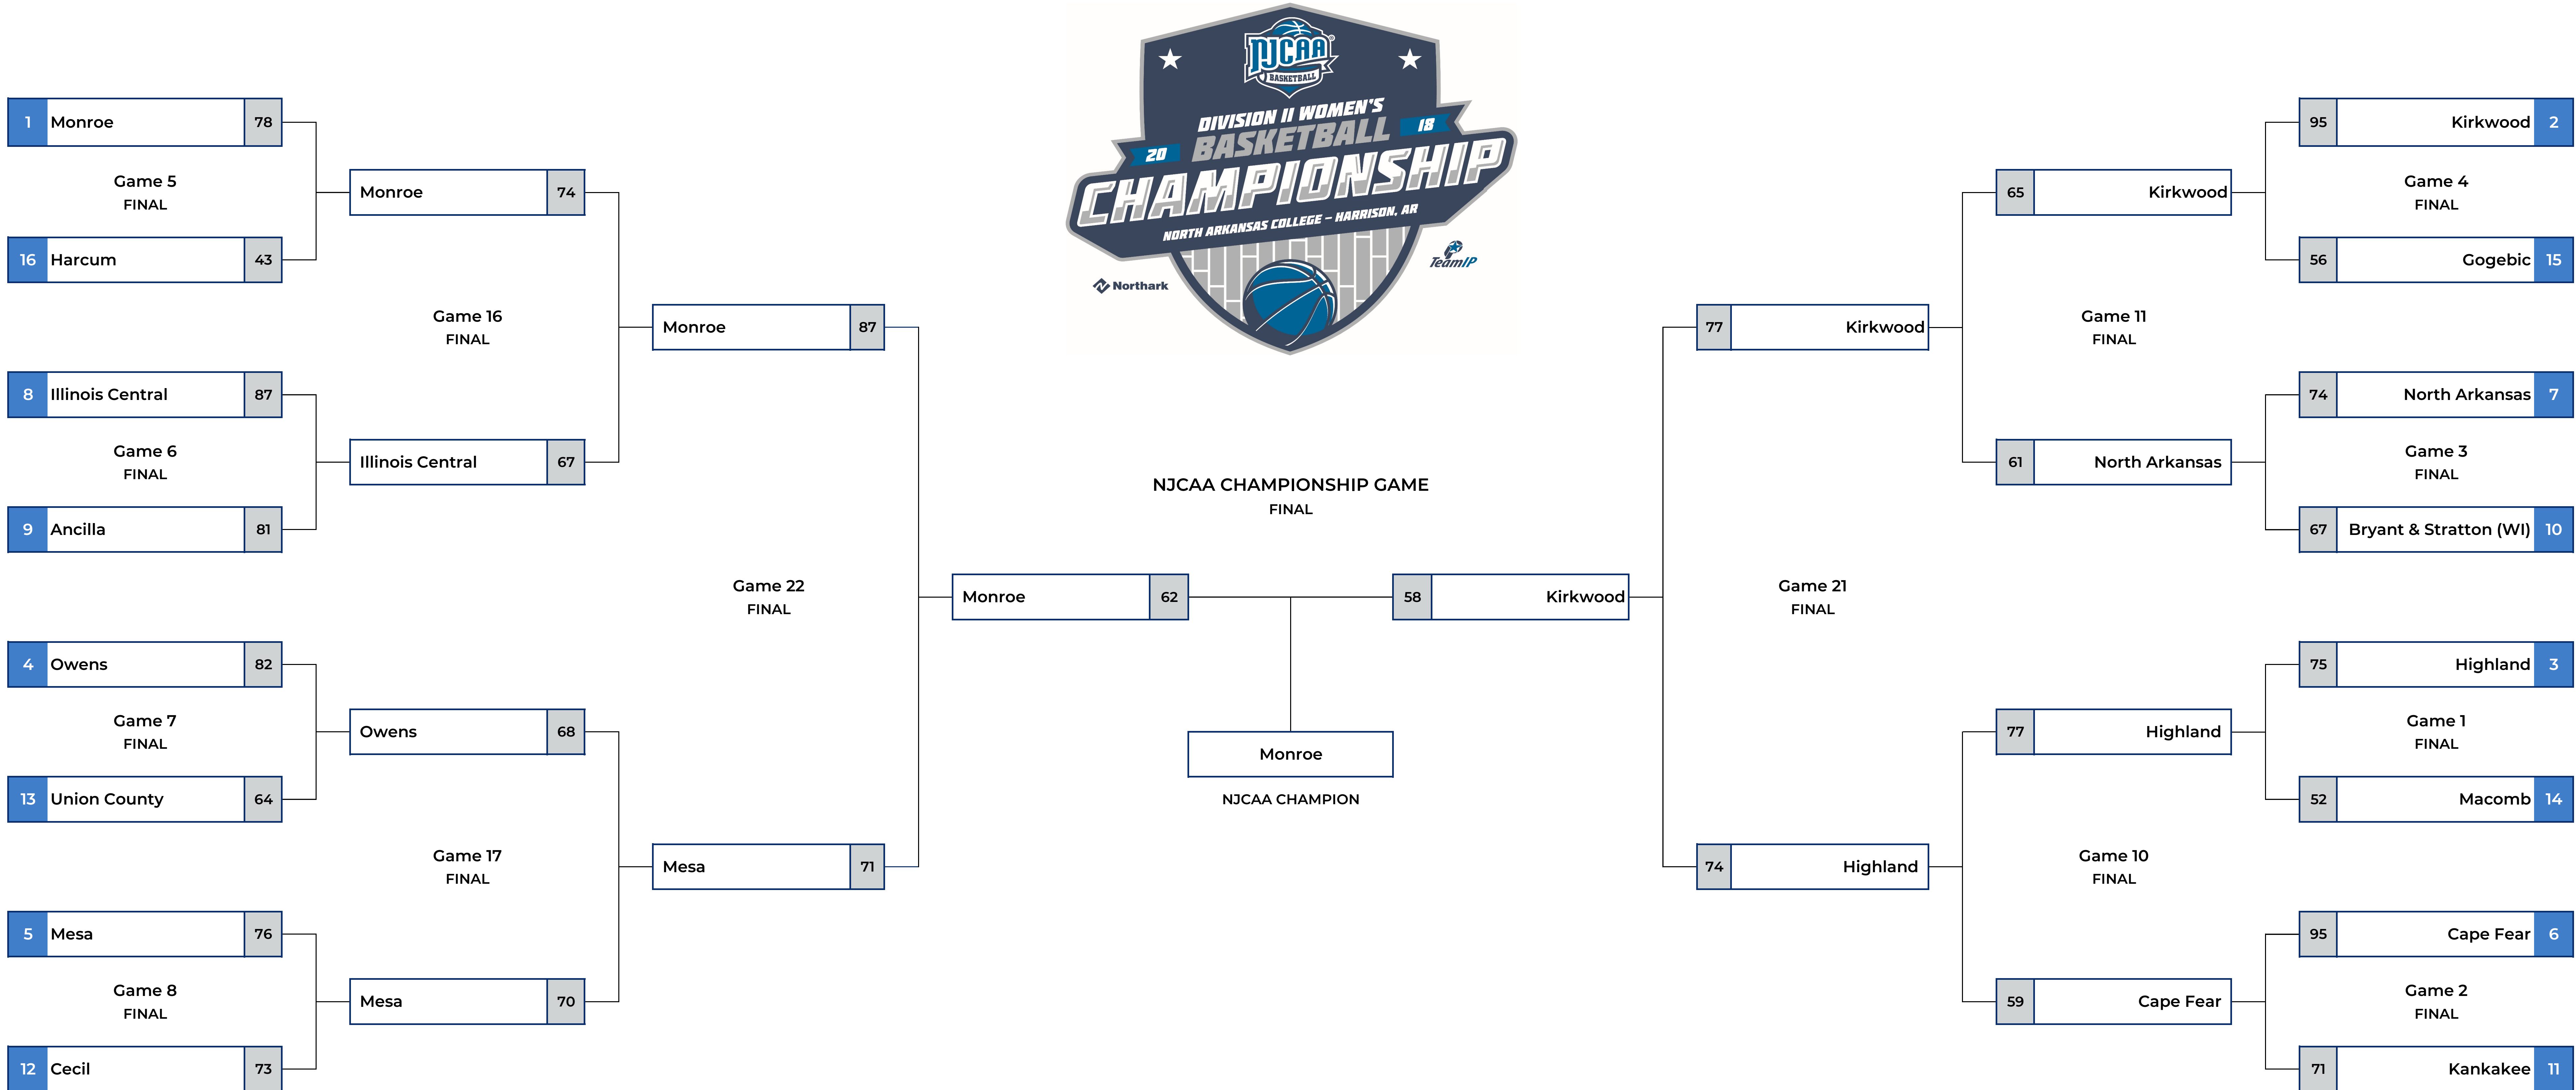 NJCAA
BASKETBALL
DIVISION II WOMEN'S
20 BASKETBALL 18
CHAMPIONSHIP
NORTH ARKANSAS COLLEGE – HARRISON, AR
Northark
TeamIP
1 Monroe 78
Game 5
FINAL
16 Harcum 43
8 Illinois Central 87
Game 6
FINAL
9 Ancilla 81
4 Owens 82
Game 7
FINAL
13 Union County 64
5 Mesa 76
Game 8
FINAL
12 Cecil 73
Monroe 74
Game 16
FINAL
Illinois Central 67
Owens 68
Game 17
FINAL
Mesa 70
Monroe 87
Game 22
FINAL
Mesa 71
NJCAA CHAMPIONSHIP GAME
FINAL
Monroe 62
58 Kirkwood
Monroe
NJCAA CHAMPION
77 Kirkwood
Game 21
FINAL
74 Highland
65 Kirkwood
Game 11
FINAL
61 North Arkansas
77 Highland
Game 10
FINAL
59 Cape Fear
95 Kirkwood 2
Game 4
FINAL
56 Gogebic 15
74 North Arkansas 7
Game 3
FINAL
67 Bryant & Stratton (WI) 10
75 Highland 3
Game 1
FINAL
52 Macomb 14
95 Cape Fear 6
Game 2
FINAL
71 Kankakee 11